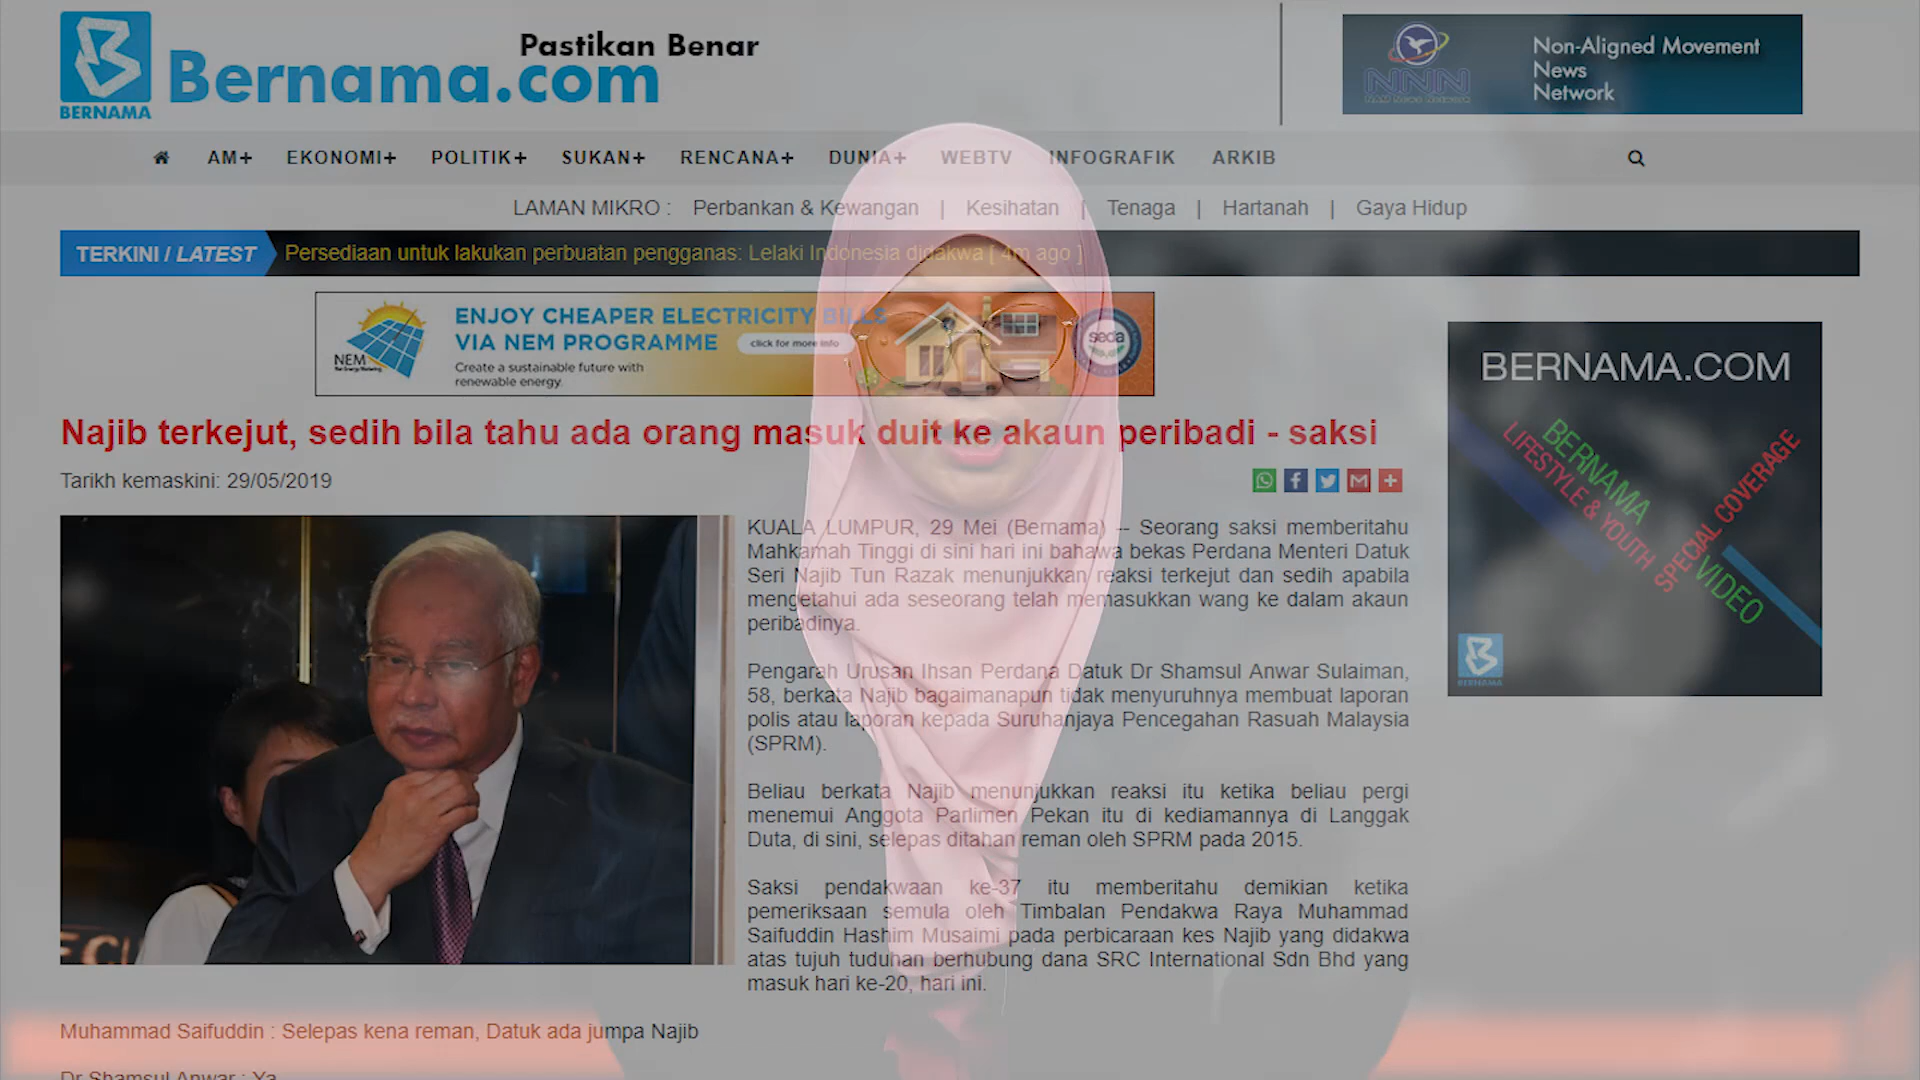 Pastikan Benar
Bernama.com
BERNAMA
NNN
Non-Aligned Movement
News
Network
AM+ EKONOMI+ POLITIK+ SUKAN+ RENCANA+ DUNIA+ WEBTV INFOGRAFIK ARKIB
LAMAN MIKRO : Perbankan & Kewangan | Kesihatan | Tenaga | Hartanah | Gaya Hidup
TERKINI / LATEST Persediaan untuk lakukan perbuatan pengganas: Lelaki Indonesia didakwa [ 4m ago ]
ENJOY CHEAPER ELECTRICITY BILLS
VIA NEM PROGRAMME click for more info
Create a sustainable future with
renewable energy.
NEM
seda
Najib terkejut, sedih bila tahu ada orang masuk duit ke akaun peribadi - saksi
Tarikh kemaskini: 29/05/2019
KUALA LUMPUR, 29 Mei (Bernama) -- Seorang saksi memberitahu
Mahkamah Tinggi di sini hari ini bahawa bekas Perdana Menteri Datuk
Seri Najib Tun Razak menunjukkan reaksi terkejut dan sedih apabila
mengetahui ada seseorang telah memasukkan wang ke dalam akaun
peribadinya.
Pengarah Urusan Ihsan Perdana Datuk Dr Shamsul Anwar Sulaiman,
58, berkata Najib bagaimanapun tidak menyuruhnya membuat laporan
polis atau laporan kepada Suruhanjaya Pencegahan Rasuah Malaysia
(SPRM).
Beliau berkata Najib menunjukkan reaksi itu ketika beliau pergi
menemui Anggota Parlimen Pekan itu di kediamannya di Langgak
Duta, di sini, selepas ditahan reman oleh SPRM pada 2015.
Saksi pendakwaan ke-37 itu memberitahu demikian ketika
pemeriksaan semula oleh Timbalan Pendakwa Raya Muhammad
Saifuddin Hashim Musaimi pada perbicaraan kes Najib yang didakwa
atas tujuh tuduhan berhubung dana SRC International Sdn Bhd yang
masuk hari ke-20, hari ini.
Muhammad Saifuddin : Selepas kena reman, Datuk ada jumpa Najib
Dr Shamsul Anwar : Ya
BERNAMA.COM
BERNAMA
LIFESTYLE & YOUTH
SPECIAL COVERAGE
VIDEO
BERNAMA